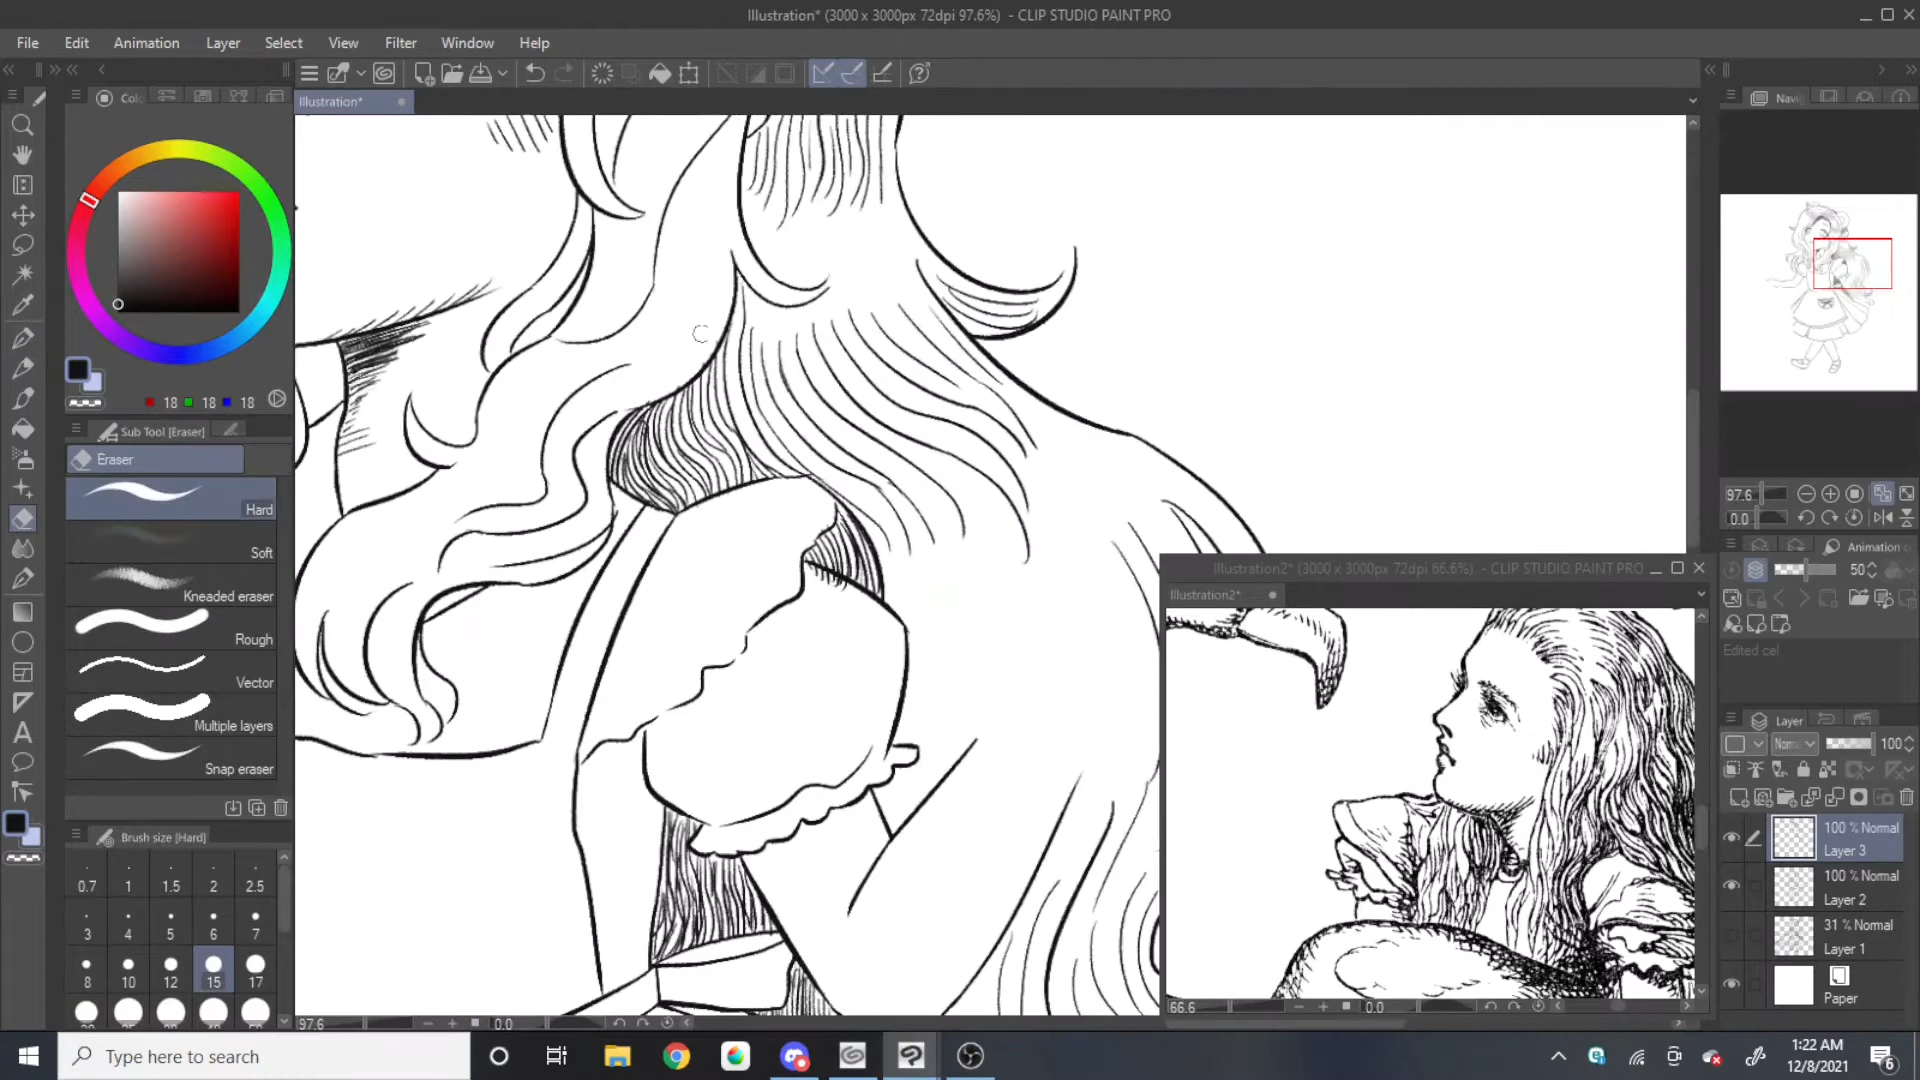 Illustration* (3000 x 3000px 72dpi 97.6%) - CLIP STUDIO PAINT PRO
File Edit Animation Layer Select View Filter Window Help
Illustration*
18 18 18
Sub Tool [Eraser]
Eraser
Hard
Soft
Kneaded eraser
Rough
Vector
Multiple layers
Snap eraser
Brush size [Hard]
0.7 1 1.5 2 2.5
3 4 5 6 7
8 10 12 15 17
97.6 0.0
Illustration2* (3000 x 3000px 72dpi 66.6%) - CLIP STUDIO PAINT PRO
Illustration2*
66.6 0.0
97.6
0.0
Animation
50
Edited cel
Layer
100
100 % Normal
Layer 3
100 % Normal
Layer 2
31 % Normal
Layer 1
Paper
Type here to search
1:22 AM
12/8/2021
6